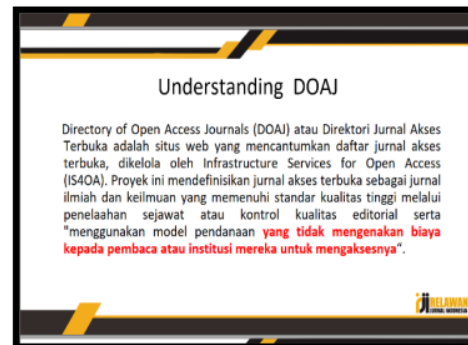 Understanding DOAJ
Directory of Open Access Journals (DOAJ) atau Direktori Jurnal Akses
Terbuka adalah situs web yang mencantumkan daftar jurnal akses
terbuka, dikelola oleh Infrastructure Services for Open Access
(IS4OA). Proyek ini mendefinisikan jurnal akses terbuka sebagai jurnal
ilmiah dan keilmuan yang memenuhi standar kualitas tinggi melalui
penelaahan sejawat atau kontrol kualitas editorial serta
"menggunakan model pendanaan yang tidak mengenakan biaya
kepada pembaca atau institusi mereka untuk mengaksesnya“.
RELAWAN
JURNAL INDONESIA